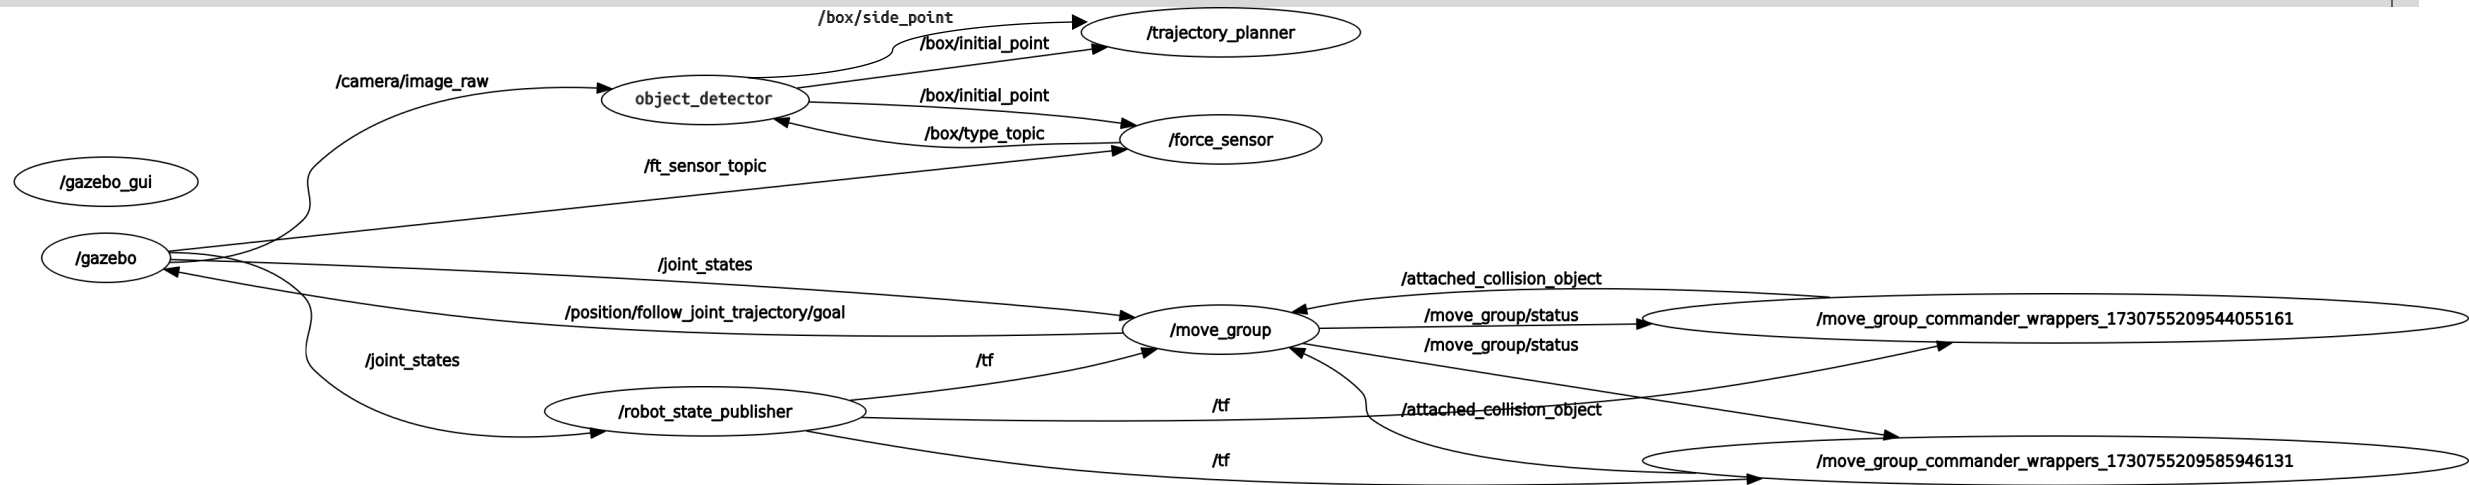 /box/side_point
/trajectory_planner
/box/initial_point
/camera/image_raw
object_detector
/box/initial_point
/box/type_topic
/force_sensor
/ft_sensor_topic
/gazebo_gui
/gazebo
/joint_states
/attached_collision_object
/position/follow_joint_trajectory/goal
/move_group/status
/move_group_commander_wrappers_1730755209544055161
/move_group
/move_group/status
/joint_states
/tf
/robot_state_publisher
/tf
/attached_collision_object
/tf
/move_group_commander_wrappers_1730755209585946131